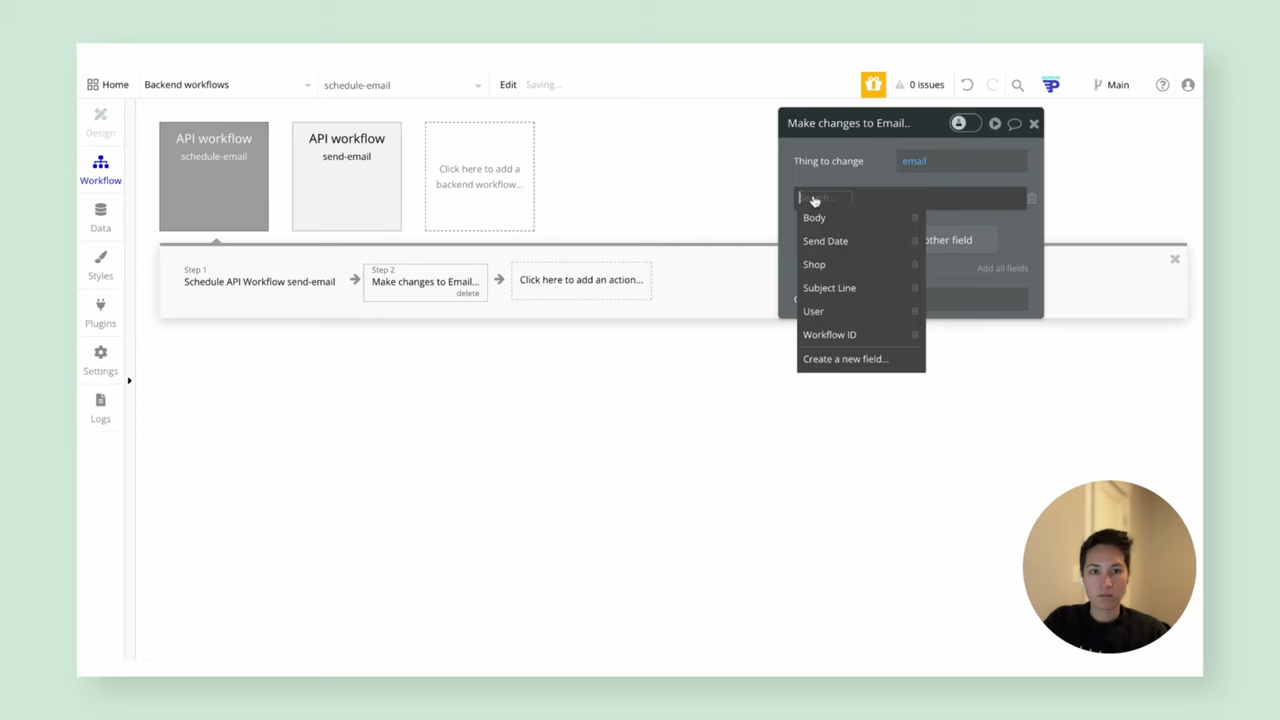 Home
Backend workflows
schedule-email
Edit
Saving...
0 issues
Main
Design
Workflow
Data
Styles
Plugins
Settings
Logs
API workflow
schedule-email
API workflow
send-email
Click here to add a
backend workflow...
Step 1
Schedule API Workflow send-email
Step 2
Make changes to Email...
delete
Click here to add an action...
Make changes to Email..
Thing to change
email
Body
Send Date
Shop
Subject Line
User
Workflow ID
Create a new field...
other field
Add all fields